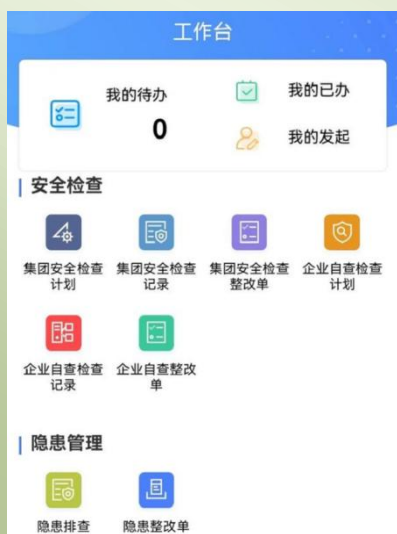 工作台
我的待办
0
我的已办
我的发起
安全检查
集团安全检查
计划
集团安全检查
记录
集团安全检查
整改单
企业自查检查
计划
企业自查检查
记录
企业自查整改
单
隐患管理
隐患排查
隐患整改单